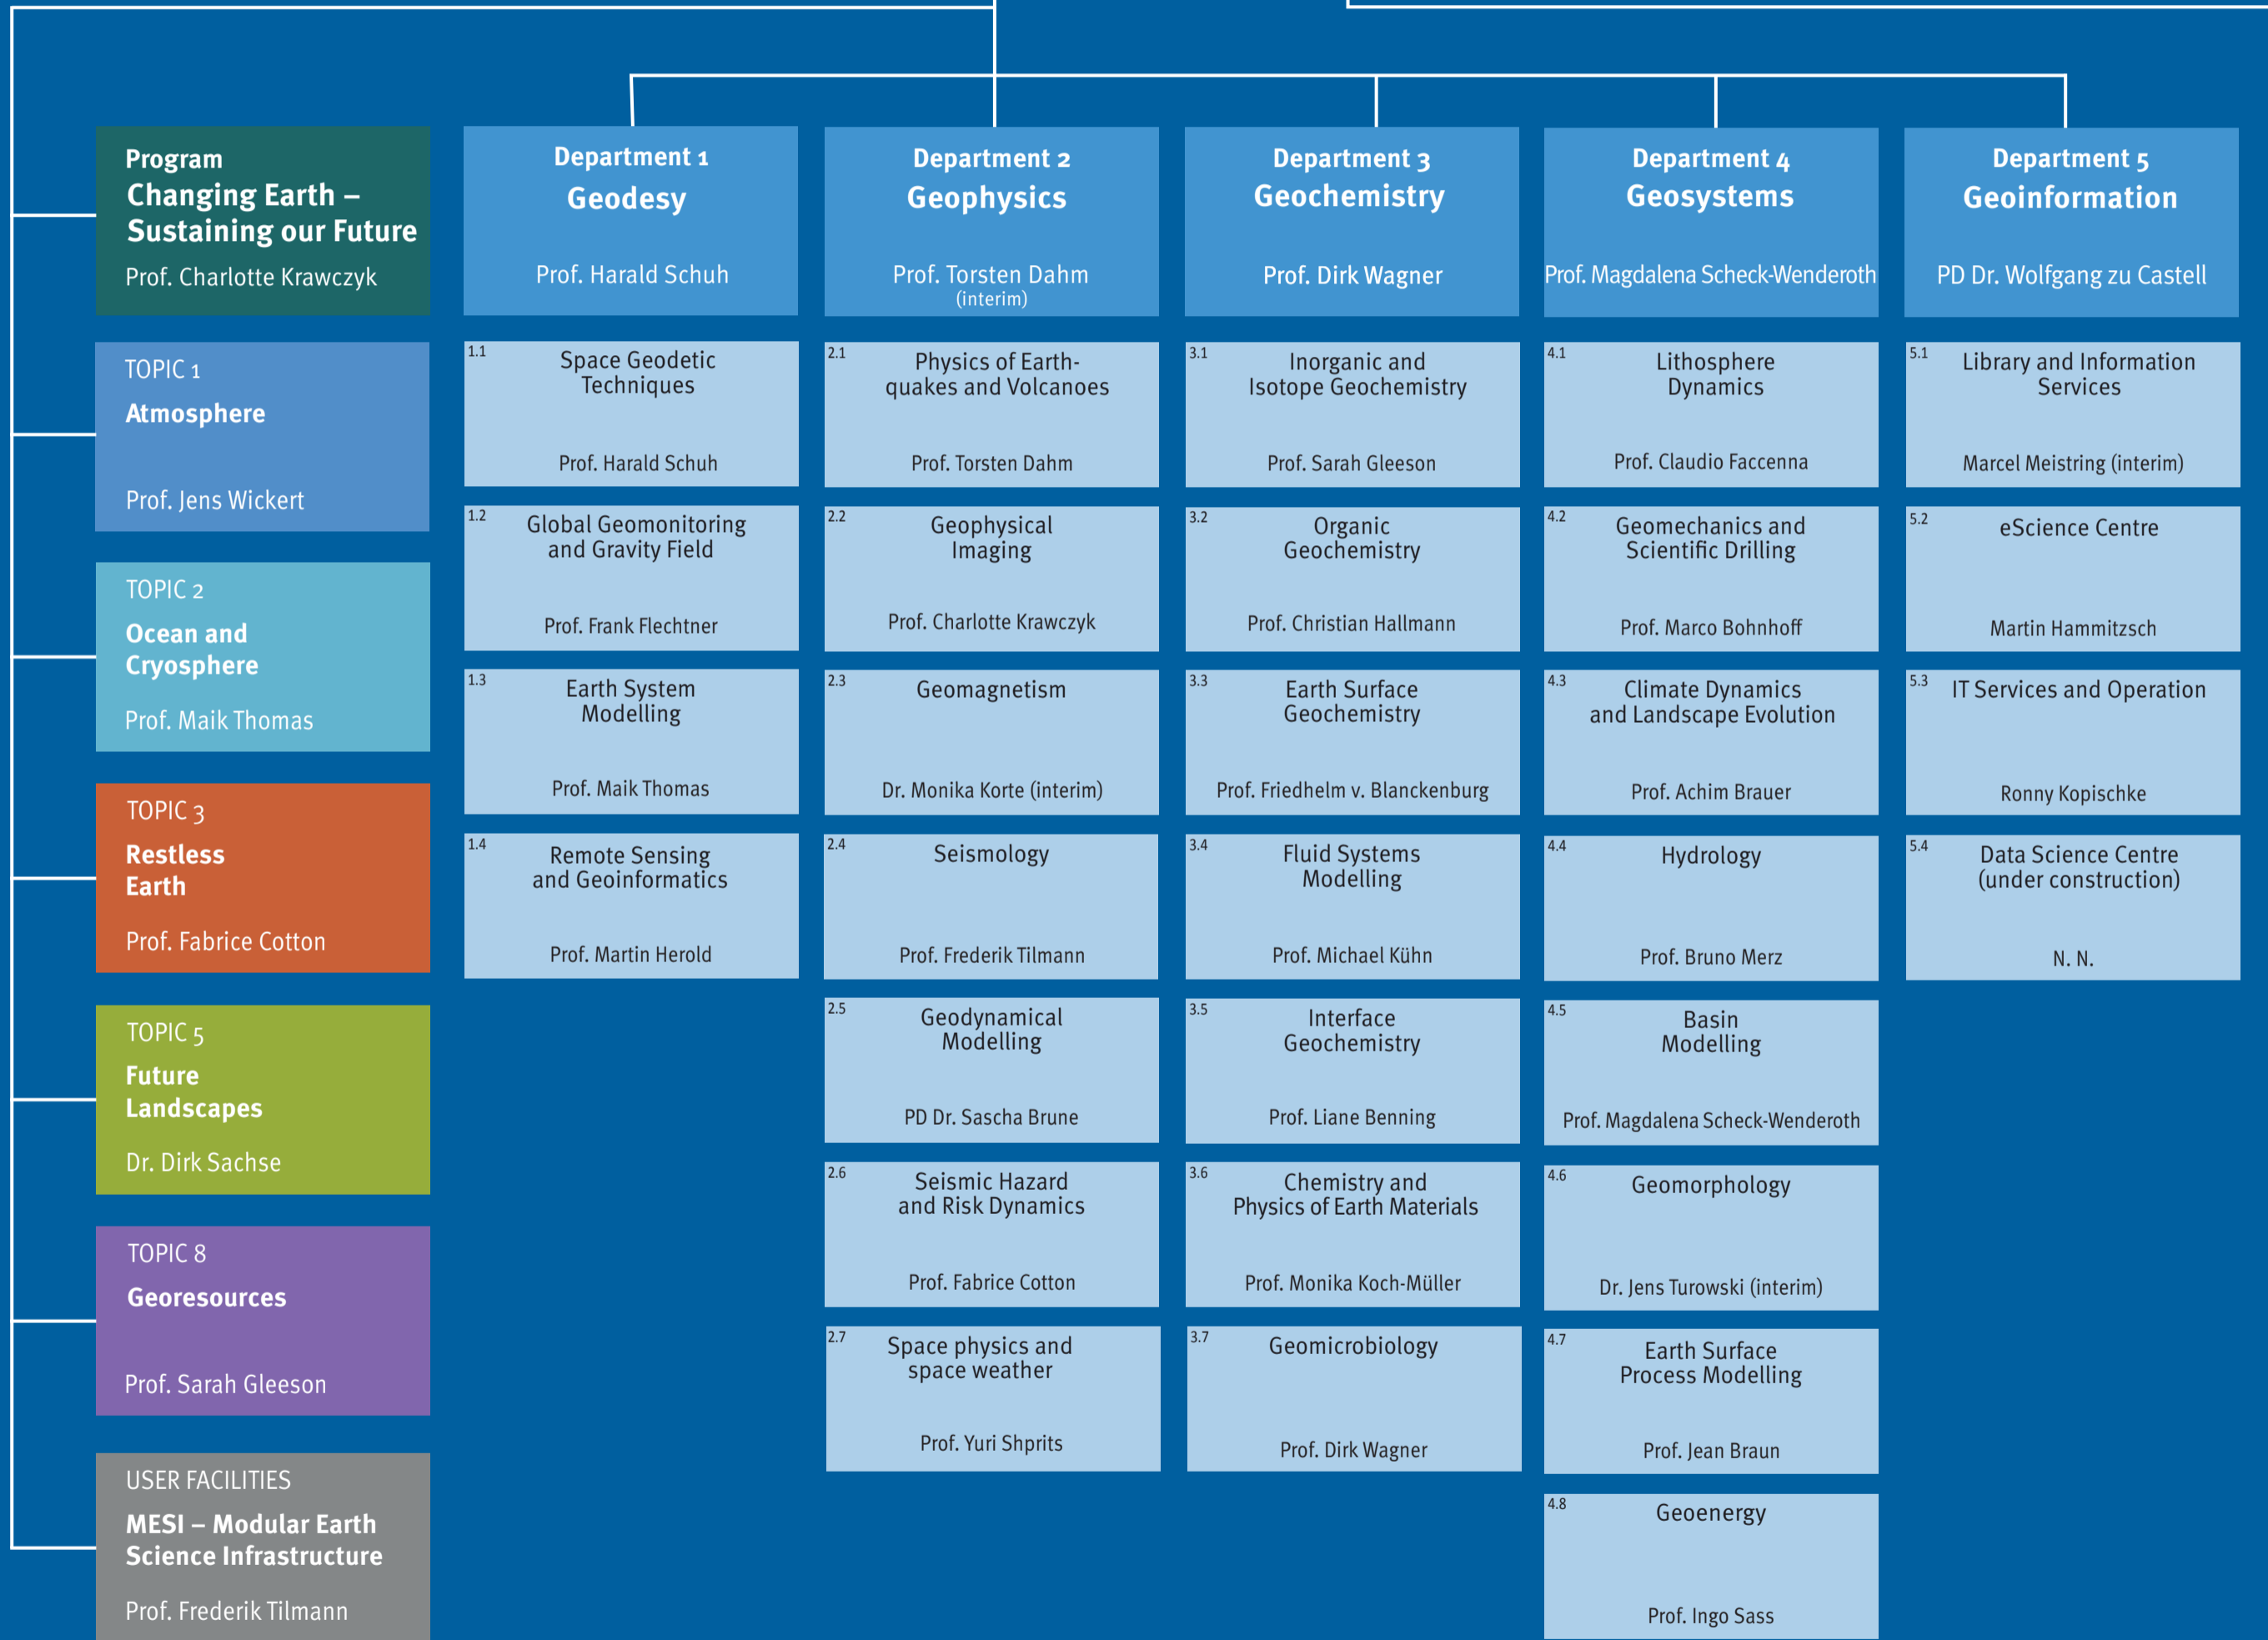 Program
Changing Earth –
Sustaining our Future
Prof. Charlotte Krawczyk
TOPIC 1
Atmosphere
Prof. Jens Wickert
TOPIC 2
Ocean and
Cryosphere
Prof. Maik Thomas
TOPIC 3
Restless
Earth
Prof. Fabrice Cotton
TOPIC 5
Future
Landscapes
Dr. Dirk Sachse
TOPIC 8
Georesources
Prof. Sarah Gleeson
USER FACILITIES
MESI – Modular Earth
Science Infrastructure
Prof. Frederik Tilmann
Department 1
Geodesy
Prof. Harald Schuh
1.1
Space Geodetic
Techniques
Prof. Harald Schuh
1.2
Global Geomonitoring
and Gravity Field
Prof. Frank Flechtner
1.3
Earth System
Modelling
Prof. Maik Thomas
1.4
Remote Sensing
and Geoinformatics
Prof. Martin Herold
Department 2
Geophysics
Prof. Torsten Dahm
(interim)
2.1
Physics of Earth-
quakes and Volcanoes
Prof. Torsten Dahm
2.2
Geophysical
Imaging
Prof. Charlotte Krawczyk
2.3
Geomagnetism
Dr. Monika Korte (interim)
2.4
Seismology
Prof. Frederik Tilmann
2.5
Geodynamical
Modelling
PD Dr. Sascha Brune
2.6
Seismic Hazard
and Risk Dynamics
Prof. Fabrice Cotton
2.7
Space physics and
space weather
Prof. Yuri Shprits
Department 3
Geochemistry
Prof. Dirk Wagner
3.1
Inorganic and
Isotope Geochemistry
Prof. Sarah Gleeson
3.2
Organic
Geochemistry
Prof. Christian Hallmann
3.3
Earth Surface
Geochemistry
Prof. Friedhelm v. Blanckenburg
3.4
Fluid Systems
Modelling
Prof. Michael Kühn
3.5
Interface
Geochemistry
Prof. Liane Benning
3.6
Chemistry and
Physics of Earth Materials
Prof. Monika Koch-Müller
3.7
Geomicrobiology
Prof. Dirk Wagner
Department 4
Geosystems
Prof. Magdalena Scheck-Wenderoth
4.1
Lithosphere
Dynamics
Prof. Claudio Faccenna
4.2
Geomechanics and
Scientific Drilling
Prof. Marco Bohnhoff
4.3
Climate Dynamics
and Landscape Evolution
Prof. Achim Brauer
4.4
Hydrology
Prof. Bruno Merz
4.5
Basin
Modelling
Prof. Magdalena Scheck-Wenderoth
4.6
Geomorphology
Dr. Jens Turowski (interim)
4.7
Earth Surface
Process Modelling
Prof. Jean Braun
4.8
Geoenergy
Prof. Ingo Sass
Department 5
Geoinformation
PD Dr. Wolfgang zu Castell
5.1
Library and Information
Services
Marcel Meistring (interim)
5.2
eScience Centre
Martin Hammitzsch
5.3
IT Services and Operation
Ronny Kopischke
5.4
Data Science Centre
(under construction)
N. N.